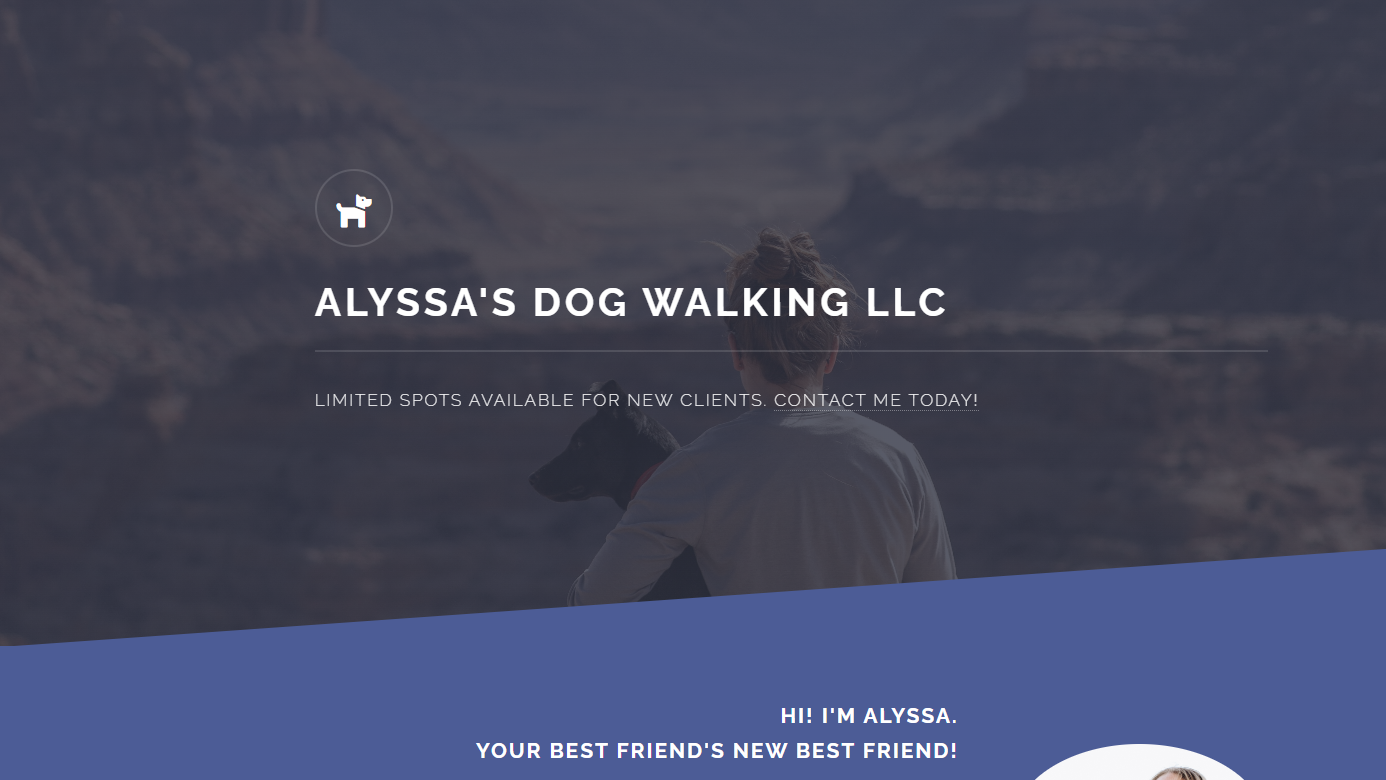 ALYSSA'S DOG WALKING LLC
LIMITED SPOTS AVAILABLE FOR NEW CLIENTS. CONTACT ME TODAY!
HI! I'M ALYSSA.
YOUR BEST FRIEND'S NEW BEST FRIEND!